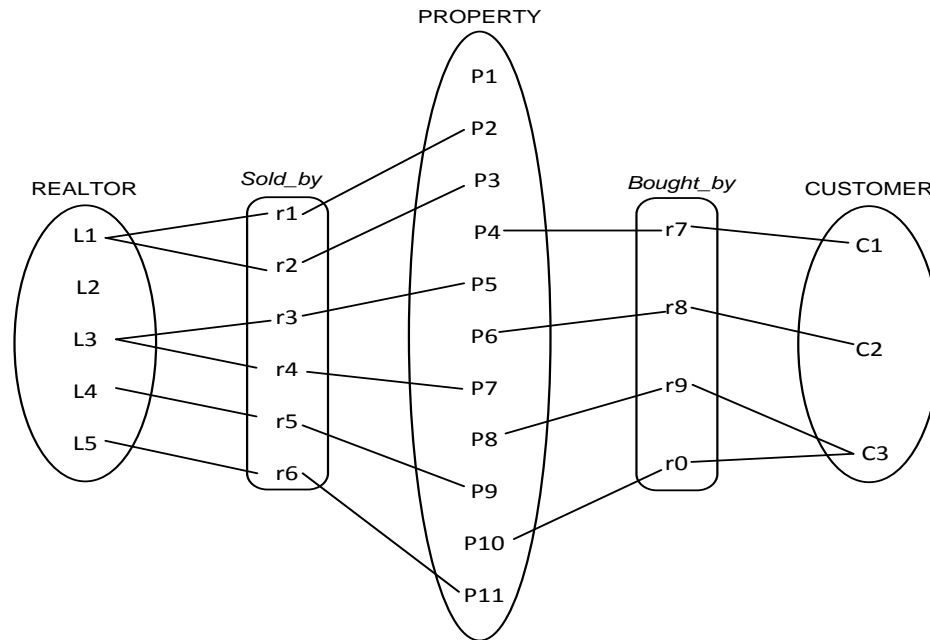 PROPERTY
REALTOR
Sold_by
Bought_by
CUSTOMER
L1
L2
L3
L4
L5
r1
r2
r3
r4
r5
r6
P1
P2
P3
P4
P5
P6
P7
P8
P9
P10
P11
r7
r8
r9
r0
C1
C2
C3